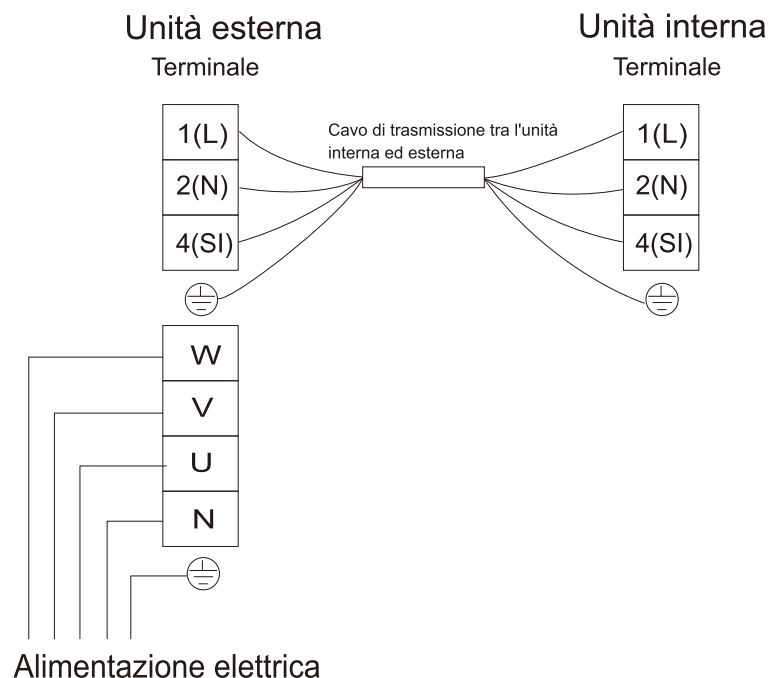 Unità esterna
Terminale
Unità interna
Terminale
1(L)
2(N)
4(SI)
Cavo di trasmissione tra l'unità
interna ed esterna
1(L)
2(N)
4(SI)
W
V
U
N
Alimentazione elettrica